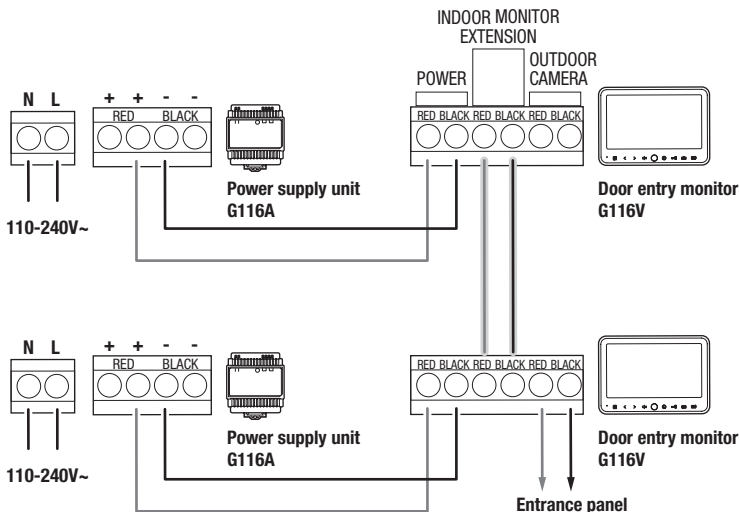 INDOOR MONITOR
EXTENSION
POWER
OUTDOOR
CAMERA
N L
+ + - -
RED BLACK
RED BLACK RED BLACK RED BLACK
Power supply unit
G116A
Door entry monitor
G116V
110-240V~
N L
+ + - -
RED BLACK
RED BLACK RED BLACK RED BLACK
Power supply unit
G116A
Door entry monitor
G116V
110-240V~
Entrance panel